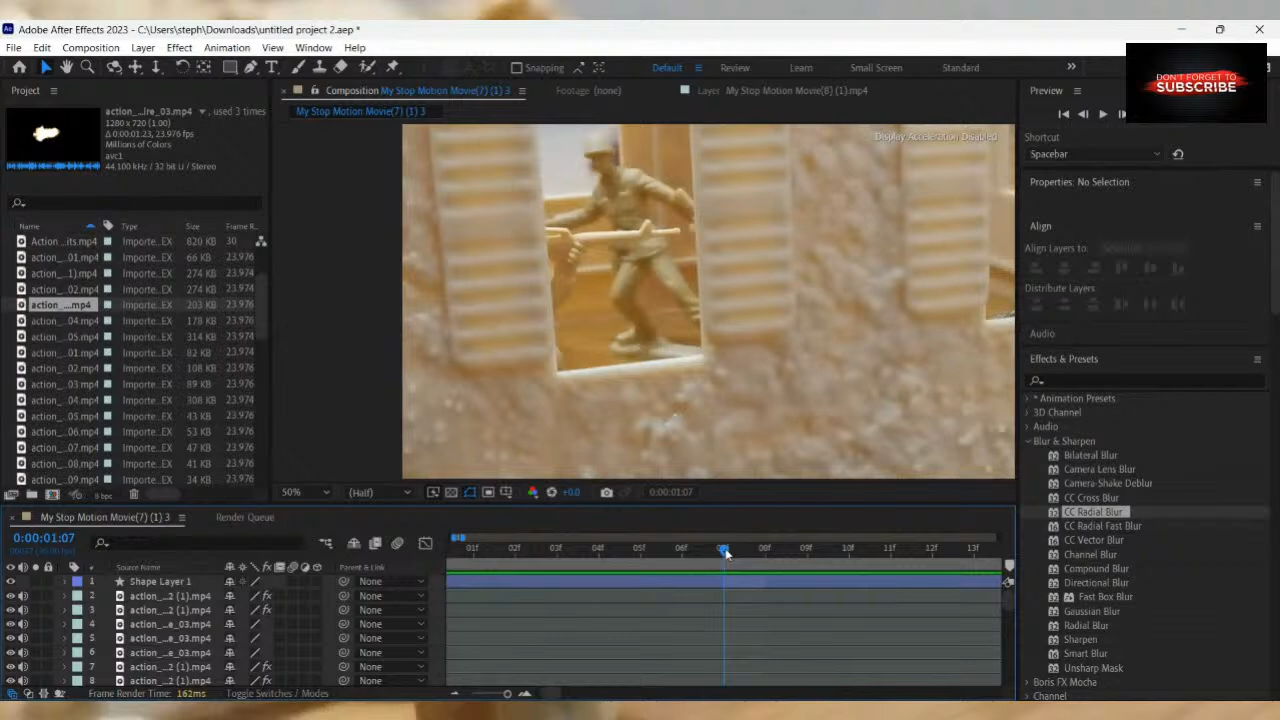 Adobe After Effects 2023 - C:\Users\steph\Downloads\untitled project 2.aep *
File Edit Composition Layer Effect Animation View Window Help
Snapping
Default Review Learn Small Screen Standard
DON'T FORGET TO
SUBSCRIBE
Project
Composition My Stop Motion Movie(7) (1) 3 Footage (none) Layer My Stop Motion Movie(8) (1).mp4
Preview
action_...ire_03.mp4 , used 3 times
1280 x 720 (1.00)
Δ 0:00:01:23, 23.976 fps
Millions of Colors
avc1
44.100 kHz / 32 bit U / Stereo
My Stop Motion Movie(7) (1) 3
Display Acceleration Disabled
Shortcut
Spacebar
Properties: No Selection
Align
Align Layers to:
Distribute Layers:
Audio
Effects & Presets
Name Type Size Frame R...
Action ...its.mp4 Importe...EX 820 KB 30
action_...01.mp4 Importe...EX 66 KB 23.976
action_...1).mp4 Importe...EX 274 KB 23.976
action_...02.mp4 Importe...EX 274 KB 23.976
action_....mp4 Importe...EX 203 KB 23.976
action_...04.mp4 Importe...EX 178 KB 23.976
action_...05.mp4 Importe...EX 314 KB 23.976
action_...01.mp4 Importe...EX 82 KB 23.976
action_...02.mp4 Importe...EX 108 KB 23.976
action_...03.mp4 Importe...EX 89 KB 23.976
action_...04.mp4 Importe...EX 308 KB 23.976
action_...05.mp4 Importe...EX 43 KB 23.976
action_...06.mp4 Importe...EX 53 KB 23.976
action_...07.mp4 Importe...EX 47 KB 23.976
action_...08.mp4 Importe...EX 41 KB 23.976
action_...09.mp4 Importe...EX 34 KB 23.976
8 bpc
* Animation Presets
3D Channel
Audio
Blur & Sharpen
Bilateral Blur
Camera Lens Blur
Camera-Shake Deblur
CC Cross Blur
CC Radial Blur
CC Radial Fast Blur
CC Vector Blur
Channel Blur
Compound Blur
Directional Blur
Fast Box Blur
Gaussian Blur
Radial Blur
Sharpen
Smart Blur
Unsharp Mask
Boris FX Mocha
Channel
50% (Half) +0.0 0:00:01:07
My Stop Motion Movie(7) (1) 3 Render Queue
0:00:01:07
01f 02f 03f 04f 05f 06f 07f 08f 09f 10f 11f 12f 13f
# Parent & Link
1 Shape Layer 1 None
2 action_...2 (1).mp4 None
3 action_...2 (1).mp4 None
4 action_...e_03.mp4 None
5 action_...e_03.mp4 None
6 action_...e_03.mp4 None
7 action_...2 (1).mp4 None
8 action_...2 (1).mp4 None
Frame Render Time: 162ms Toggle Switches / Modes